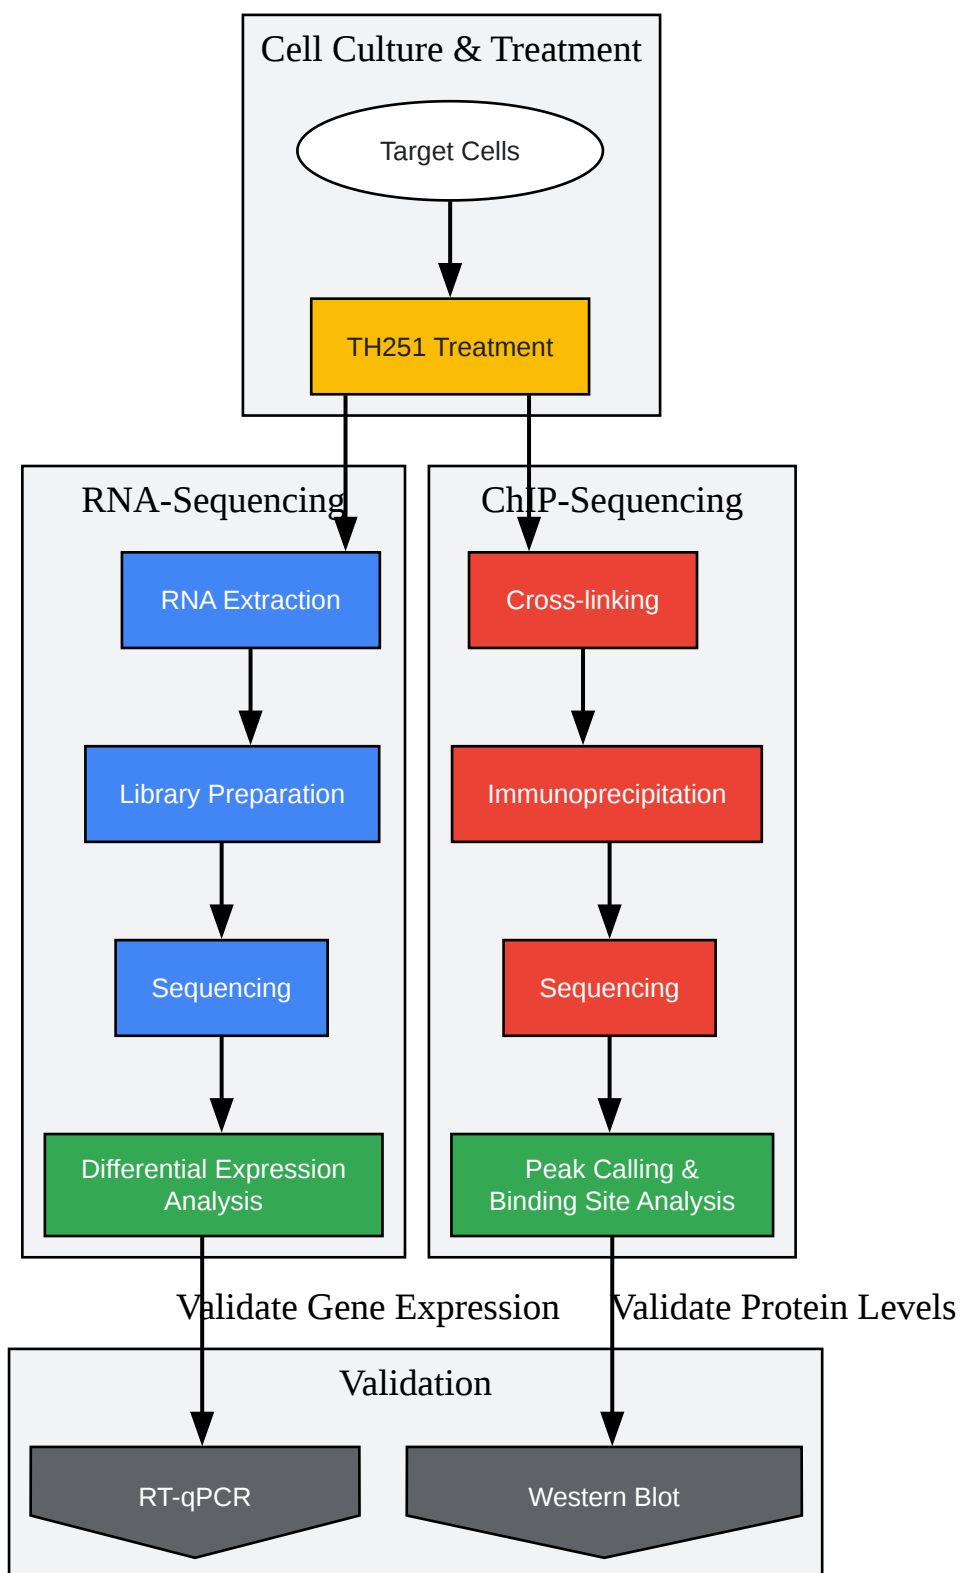 Cell Culture & Treatment
Target Cells
TH251 Treatment
RNA-Sequencing
RNA Extraction
Library Preparation
Sequencing
Differential Expression
Analysis
ChIP-Sequencing
Cross-linking
Immunoprecipitation
Sequencing
Peak Calling &
Binding Site Analysis
Validate Gene Expression
Validate Protein Levels
Validation
RT-qPCR
Western Blot